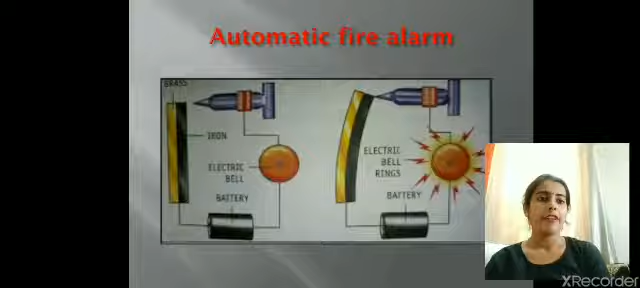 Automatic fire alarm
BRASS
IRON
ELECTRIC
BELL
BATTERY
ELECTRIC
BELL
RINGS
BATTERY
XRecorder